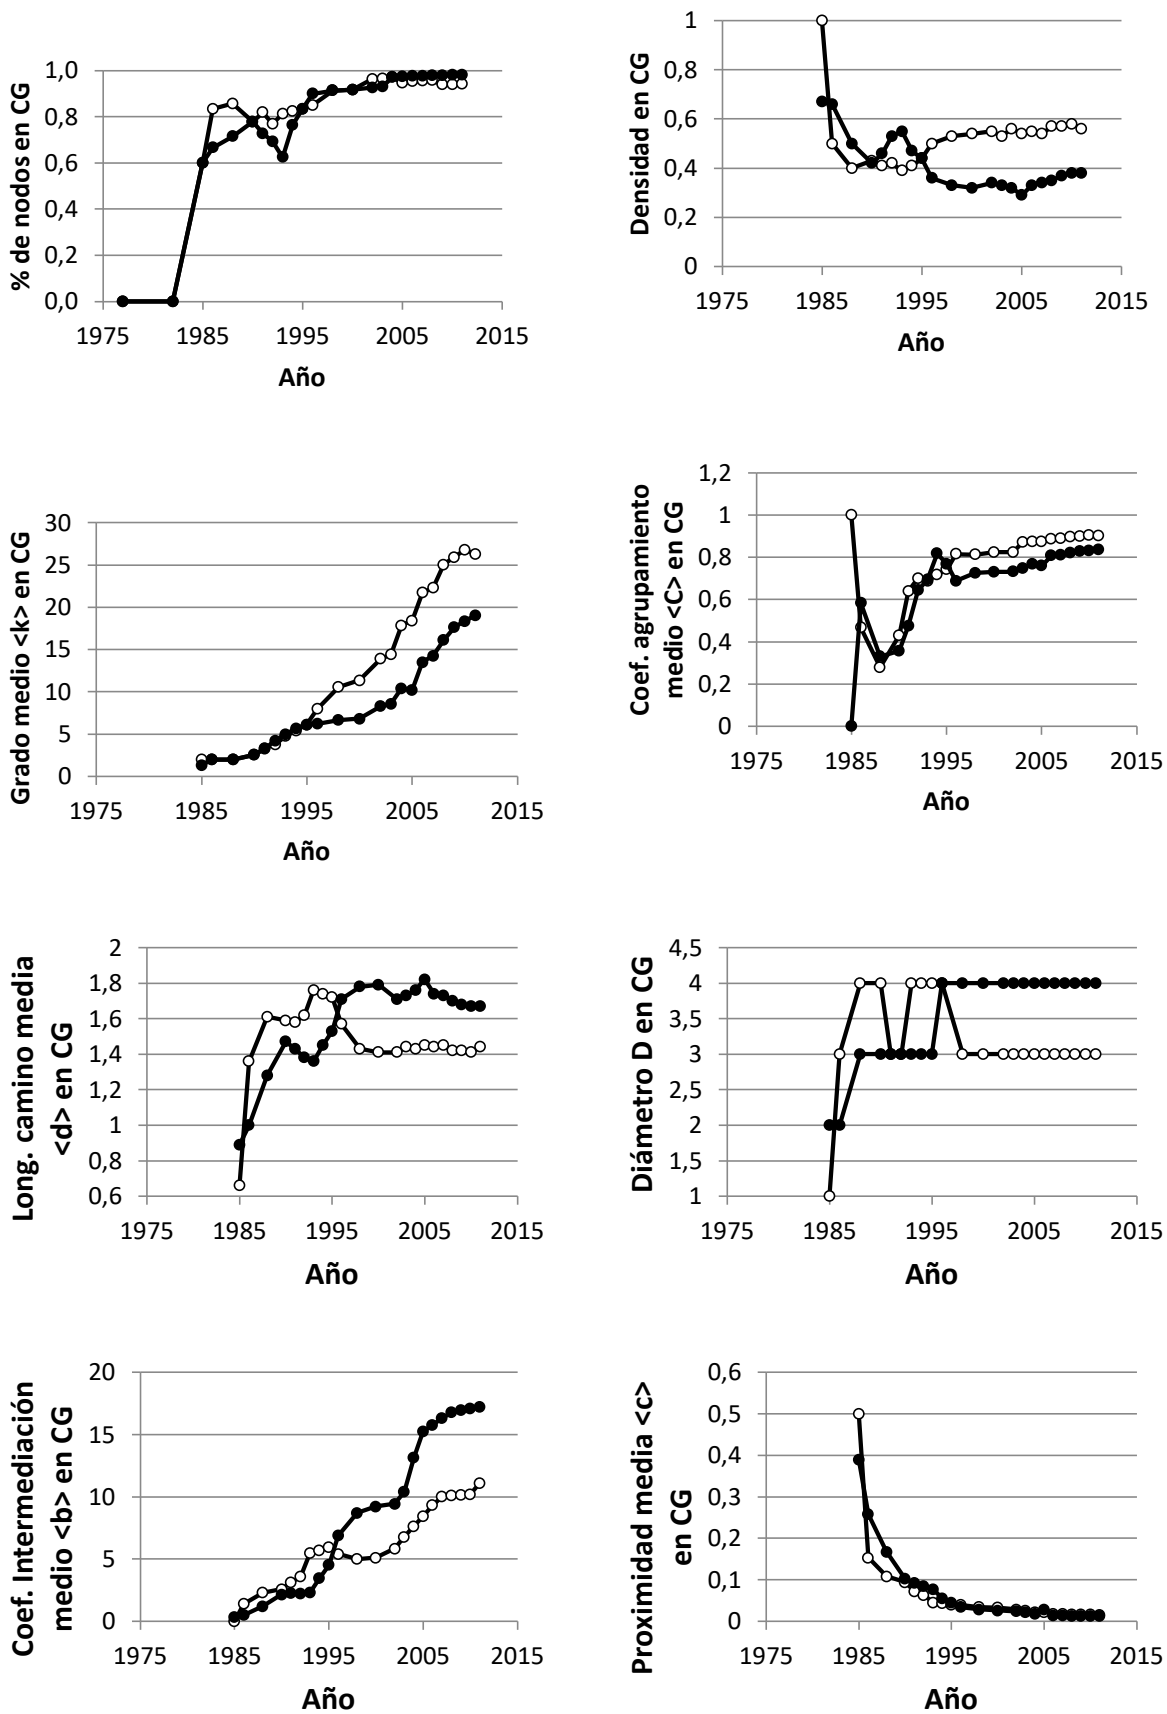 % de nodos en CG
1,0
0,8
0,6
0,4
0,2
0,0
1975 1985 1995 2005 2015
Año
Densidad en CG
1
0,8
0,6
0,4
0,2
0
1975 1985 1995 2005 2015
Año
Grado medio <k> en CG
30
25
20
15
10
5
0
1975 1985 1995 2005 2015
Año
Coef. agrupamiento
medio <C> en CG
1,2
1
0,8
0,6
0,4
0,2
0
1975 1985 1995 2005 2015
Año
Long. camino media
<d> en CG
2
1,8
1,6
1,4
1,2
1
0,8
0,6
1975 1985 1995 2005 2015
Año
Diámetro D en CG
4,5
4
3,5
3
2,5
2
1,5
1
1975 1985 1995 2005 2015
Año
Coef. Intermediación
medio <b> en CG
20
15
10
5
0
1975 1985 1995 2005 2015
Año
Proximidad media <c>
en CG
0,6
0,5
0,4
0,3
0,2
0,1
0
1975 1985 1995 2005 2015
Año